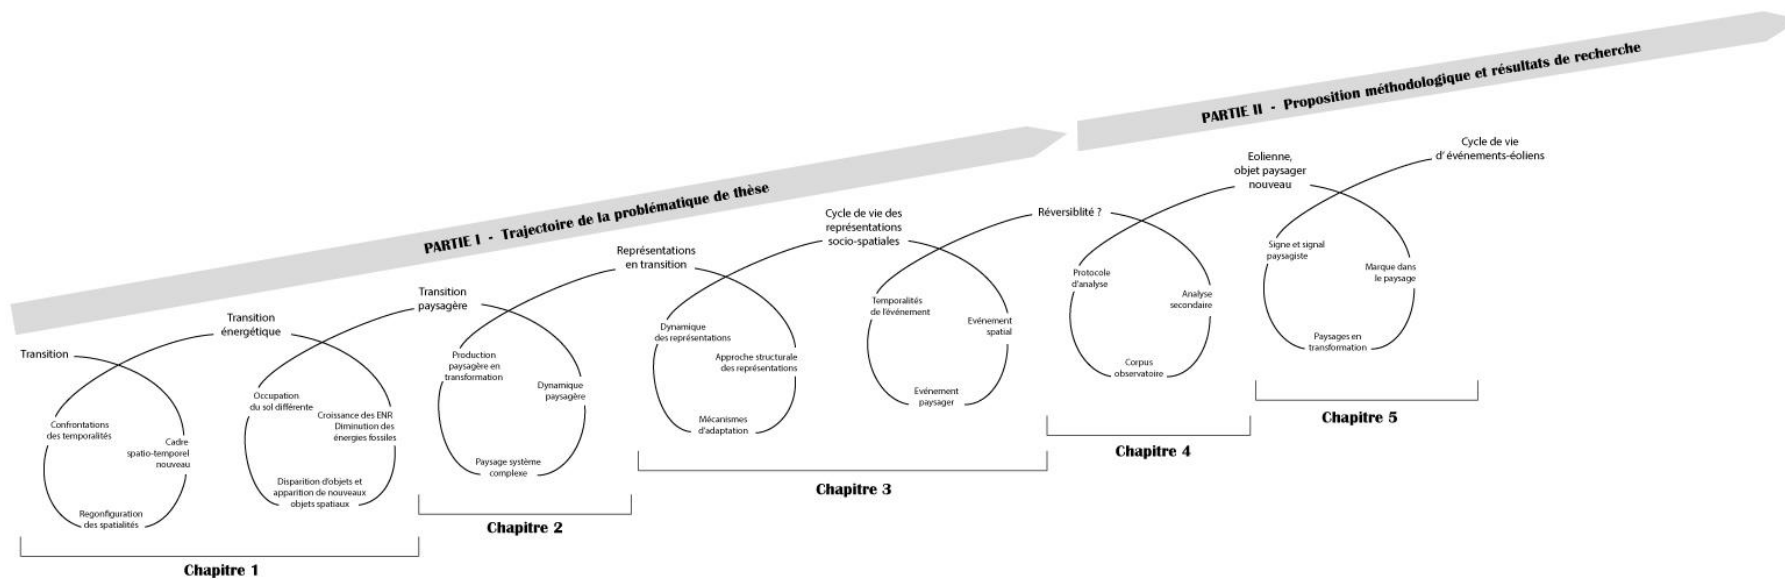 PARTIE I - Trajectoire de la problématique de thèse
PARTIE II - Proposition méthodologique et résultats de recherche
Transition
Confrontations
des temporalités
Cadre
spatio-temporel
nouveau
Regonfiguration
des spatialités
Transition
énergétique
Occupation
du sol différente
Croissance des ENR
Diminution des
énergies fossiles
Disparition d'objets et
apparition de nouveaux
objets spatiaux
Chapitre 1
Transition
paysagère
Production
paysagère en
transformation
Dynamique
paysagère
Paysage système
complexe
Chapitre 2
Représentations
en transition
Dynamique
des représentations
Approche structurale
des représentations
Mécanismes
d'adaptation
Cycle de vie des
représentations
socio-spatiales
Temporalités
de l'événement
Evénement
spatial
Evénement
paysager
Chapitre 3
Réversiblité ?
Protocole
d'analyse
Analyse
secondaire
Corpus
observatoire
Chapitre 4
Eolienne,
objet paysager
nouveau
Signe et signal
paysagiste
Marque dans
le paysage
Paysages en
transformation
Chapitre 5
Cycle de vie
d' événements-éoliens